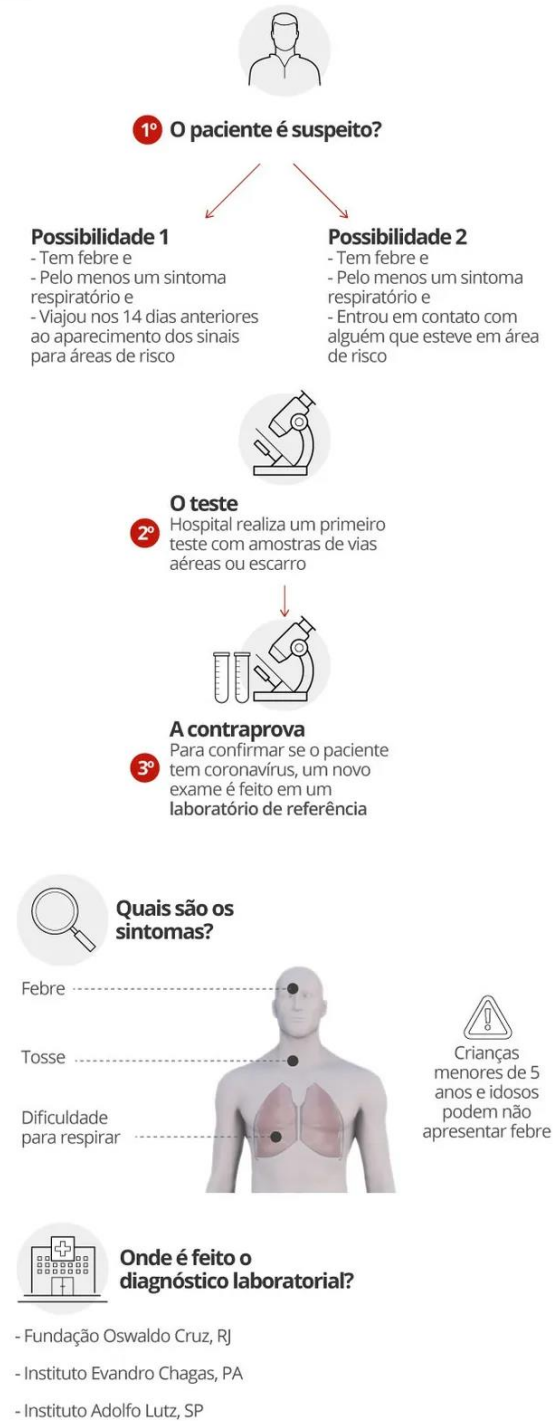 1º O paciente é suspeito?
Possibilidade 1
- Tem febre e
- Pelo menos um sintoma
respiratório e
- Viajou nos 14 dias anteriores
ao aparecimento dos sinais
para áreas de risco
Possibilidade 2
- Tem febre e
- Pelo menos um sintoma
respiratório e
- Entrou em contato com
alguém que esteve em área
de risco
2º
O teste
Hospital realiza um primeiro
teste com amostras de vias
aéreas ou escarro
3º
A contraprova
Para confirmar se o paciente
tem coronavírus, um novo
exame é feito em um
laboratório de referência
Quais são os
sintomas?
Febre
Tosse
Dificuldade
para respirar
Crianças
menores de 5
anos e idosos
podem não
apresentar febre
Onde é feito o
diagnóstico laboratorial?
- Fundação Oswaldo Cruz, RJ
- Instituto Evandro Chagas, PA
- Instituto Adolfo Lutz, SP